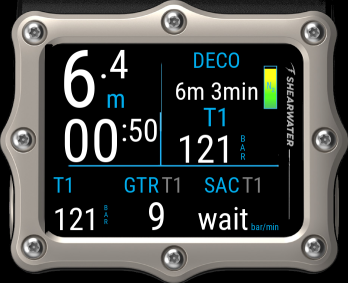 6.4 m
DECO
6m 3min
N₂
00:50
T1
121 BAR
SHEARWATER
T1 GTR T1 SAC T1
121 BAR 9 wait bar/min